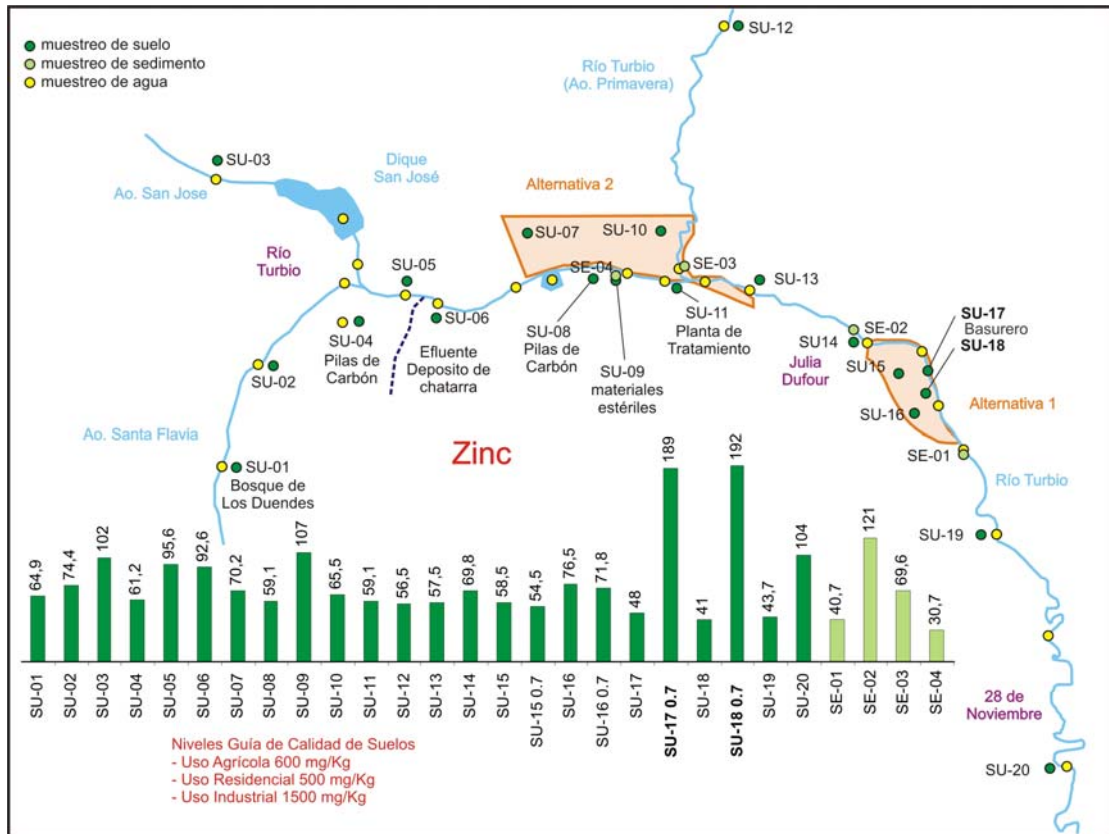 muestreo de suelo
muestreo de sedimento
muestreo de agua
SU-12
Río Turbio
(Ao. Primavera)
SU-03
Ao. San Jose
Dique
San José
Alternativa 2
SU-07
SU-10
Río
Turbio
SU-05
SE-04
SE-03
SU-13
SU-06
SU-04
Pilas de
Carbón
Efluente
Deposito de
chatarra
SU-08
Pilas de
Carbón
SU-09
materiales
estériles
SU-11
Planta de
Tratamiento
SU-17
Basurero
SU-18
SE-02
SU14
Julia
Dufour
SU15
SU-16
Alternativa 1
SU-02
Ao. Santa Flavia
SU-01
Bosque de
Los Duendes
SE-01
Río Turbio
SU-19
28 de
Noviembre
SU-20
Zinc
64,9
74,4
102
61,2
95,6
92,6
70,2
59,1
107
65,5
59,1
56,5
57,5
69,8
58,5
54,5
76,5
71,8
48
189
41
192
43,7
104
40,7
121
69,6
30,7
SU-01
SU-02
SU-03
SU-04
SU-05
SU-06
SU-07
SU-08
SU-09
SU-10
SU-11
SU-12
SU-13
SU-14
SU-15
SU-15 0.7
SU-16
SU-16 0.7
SU-17
SU-17 0.7
SU-18
SU-18 0.7
SU-19
SU-20
SE-01
SE-02
SE-03
SE-04
Niveles Guía de Calidad de Suelos
- Uso Agrícola 600 mg/Kg
- Uso Residencial 500 mg/Kg
- Uso Industrial 1500 mg/Kg